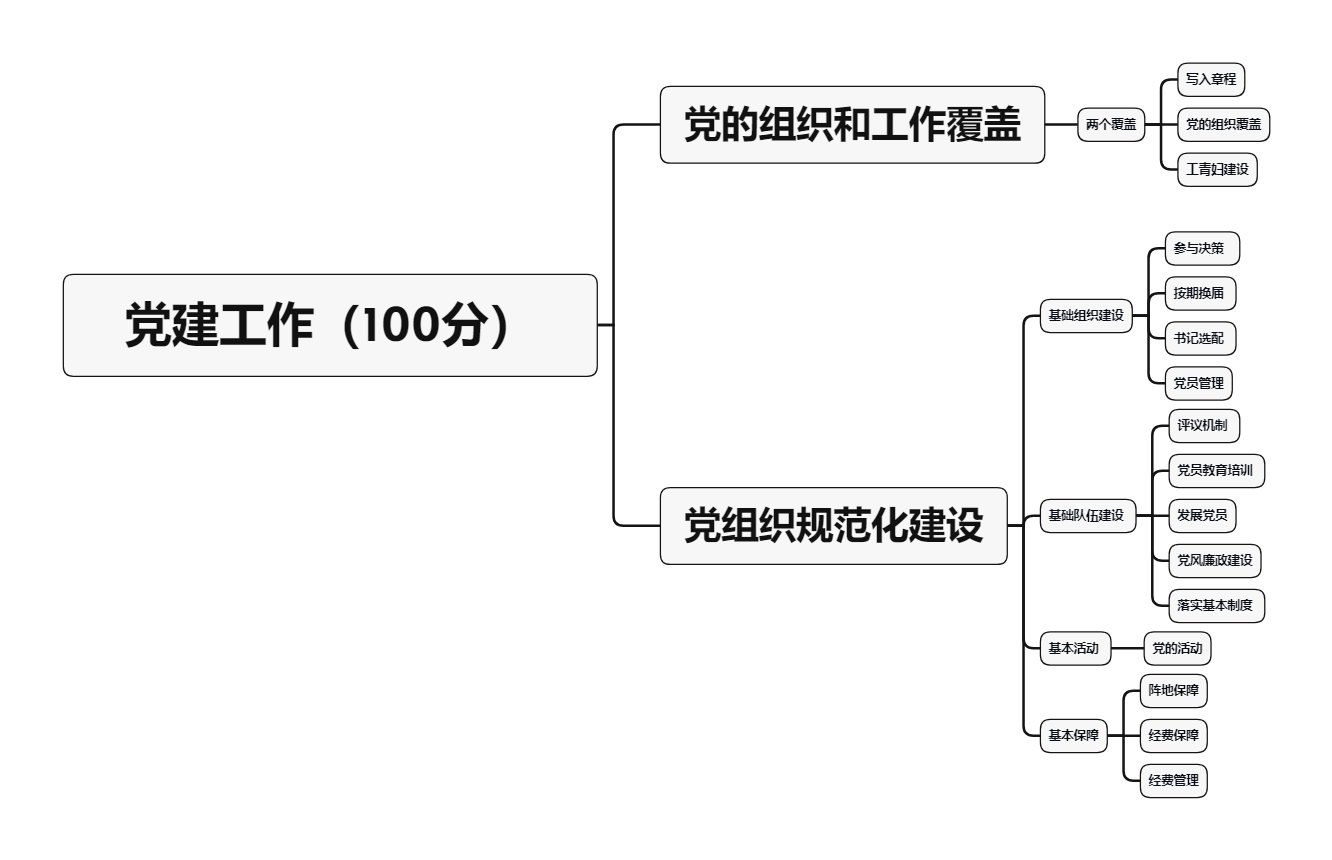 党建工作（100分）
党的组织和工作覆盖
两个覆盖
写入章程
党的组织覆盖
工青妇建设
党组织规范化建设
基础组织建设
参与决策
按期换届
书记选配
党员管理
基础队伍建设
评议机制
党员教育培训
发展党员
党风廉政建设
落实基本制度
基本活动
党的活动
基本保障
阵地保障
经费保障
经费管理